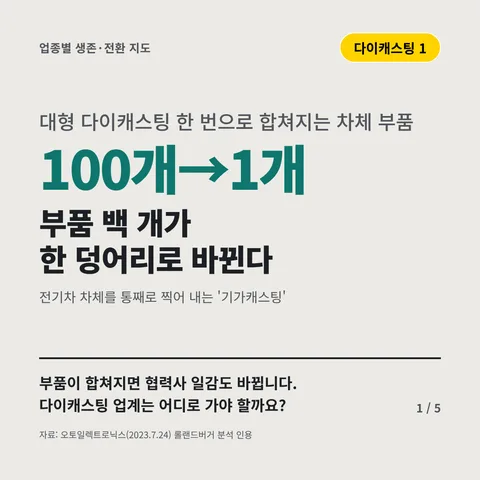 업종별 생존·전환 지도
다이캐스팅 1
대형 다이캐스팅 한 번으로 합쳐지는 차체 부품
100개→1개
부품 백 개가
한 덩어리로 바뀐다
전기차 차체를 통째로 찍어 내는 '기가캐스팅'
부품이 합쳐지면 협력사 일감도 바뀝니다.
다이캐스팅 업계는 어디로 가야 할까요?
1 / 5
자료: 오토일렉트로닉스(2023.7.24) 롤랜드버거 분석 인용